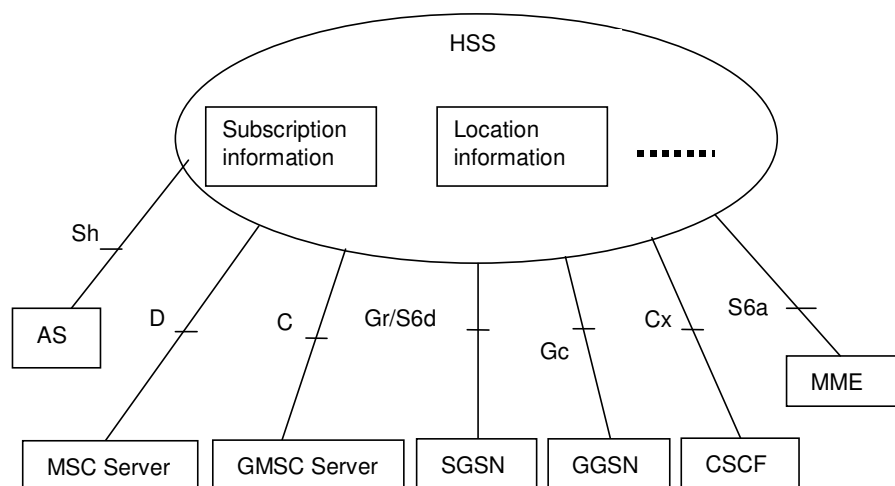 HSS
Subscription
information
Location
information
Sh
D
C
Gr/S6d
Gc
Cx
S6a
AS
MME
MSC Server
GMSC Server
SGSN
GGSN
CSCF